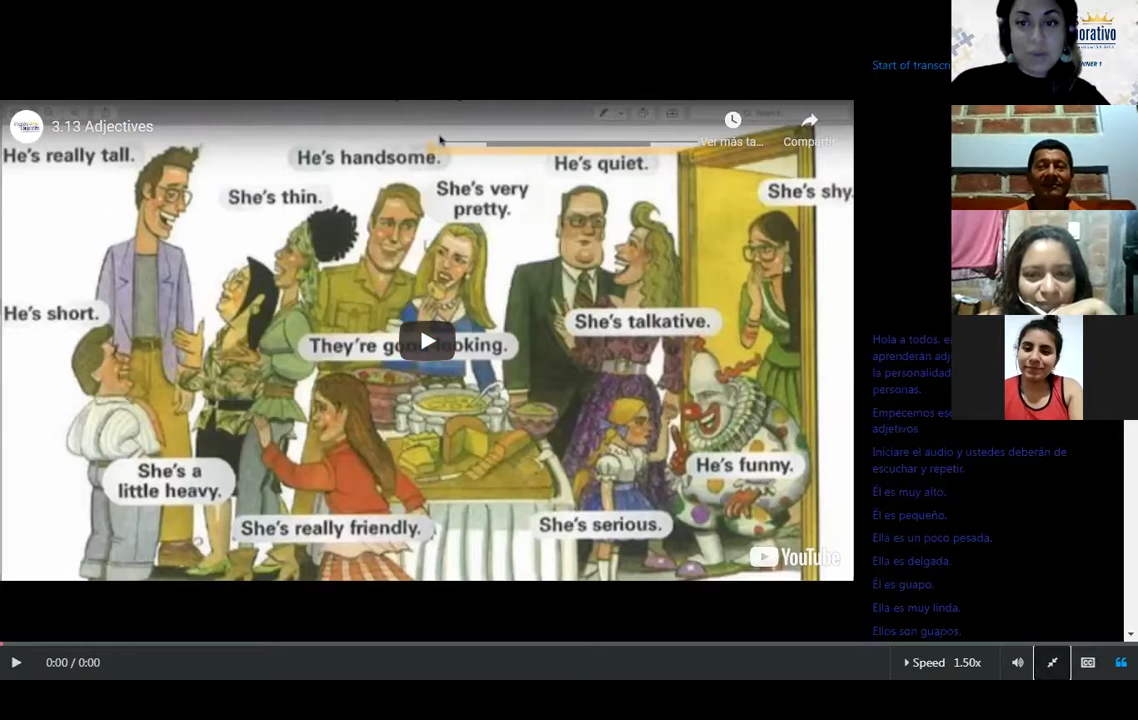 orativo
NNER 1
Start of transcri
3.13 Adjectives
Ver más ta...
Compartir
He's really tall.
He's handsome.
He's quiet.
She's thin.
She's very
pretty.
She's shy.
He's short.
She's talkative.
They're good-looking.
She's a
little heavy.
He's funny.
She's really friendly.
She's serious.
YouTube
Hola a todos, e
aprenderán adj
la personalidad
personas.
Empecemos esc
adjetivos
Iniciare el audio y ustedes deberán de
escuchar y repetir.
Él es muy alto.
Él es pequeño.
Ella es un poco pesada.
Ella es delgada.
Él es guapo.
Ella es muy linda.
Ellos son guapos.
0:00 / 0:00
Speed 1.50x
CC